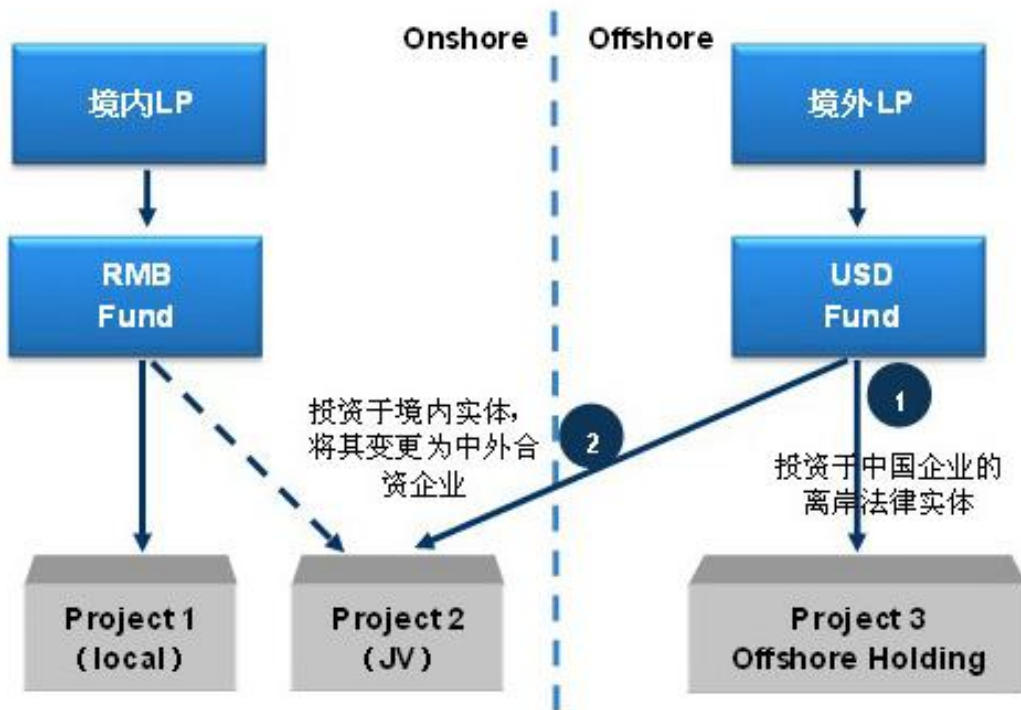 Onshore
Offshore
境内LP
境外LP
RMB
Fund
USD
Fund
1
2
投资于境内实体，
将其变更为中外合
资企业
投资于中国企业的
离岸法律实体
Project 1
(local)
Project 2
(JV)
Project 3
Offshore Holding